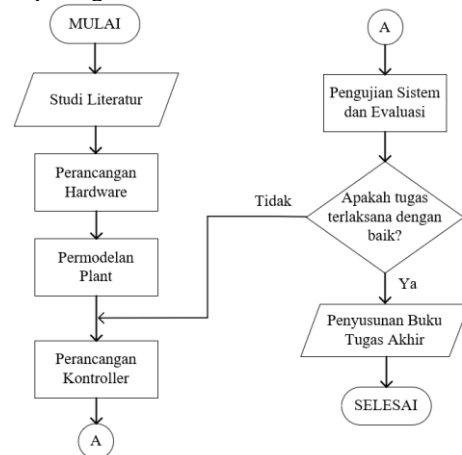 MULAI
Studi Literatur
Perancangan
Hardware
Permodelan
Plant
Perancangan
Kontroller
A
A
Pengujian Sistem
dan Evaluasi
Apakah tugas
terlaksana dengan
baik?
Tidak
Ya
Penyusunan Buku
Tugas Akhir
SELESAI